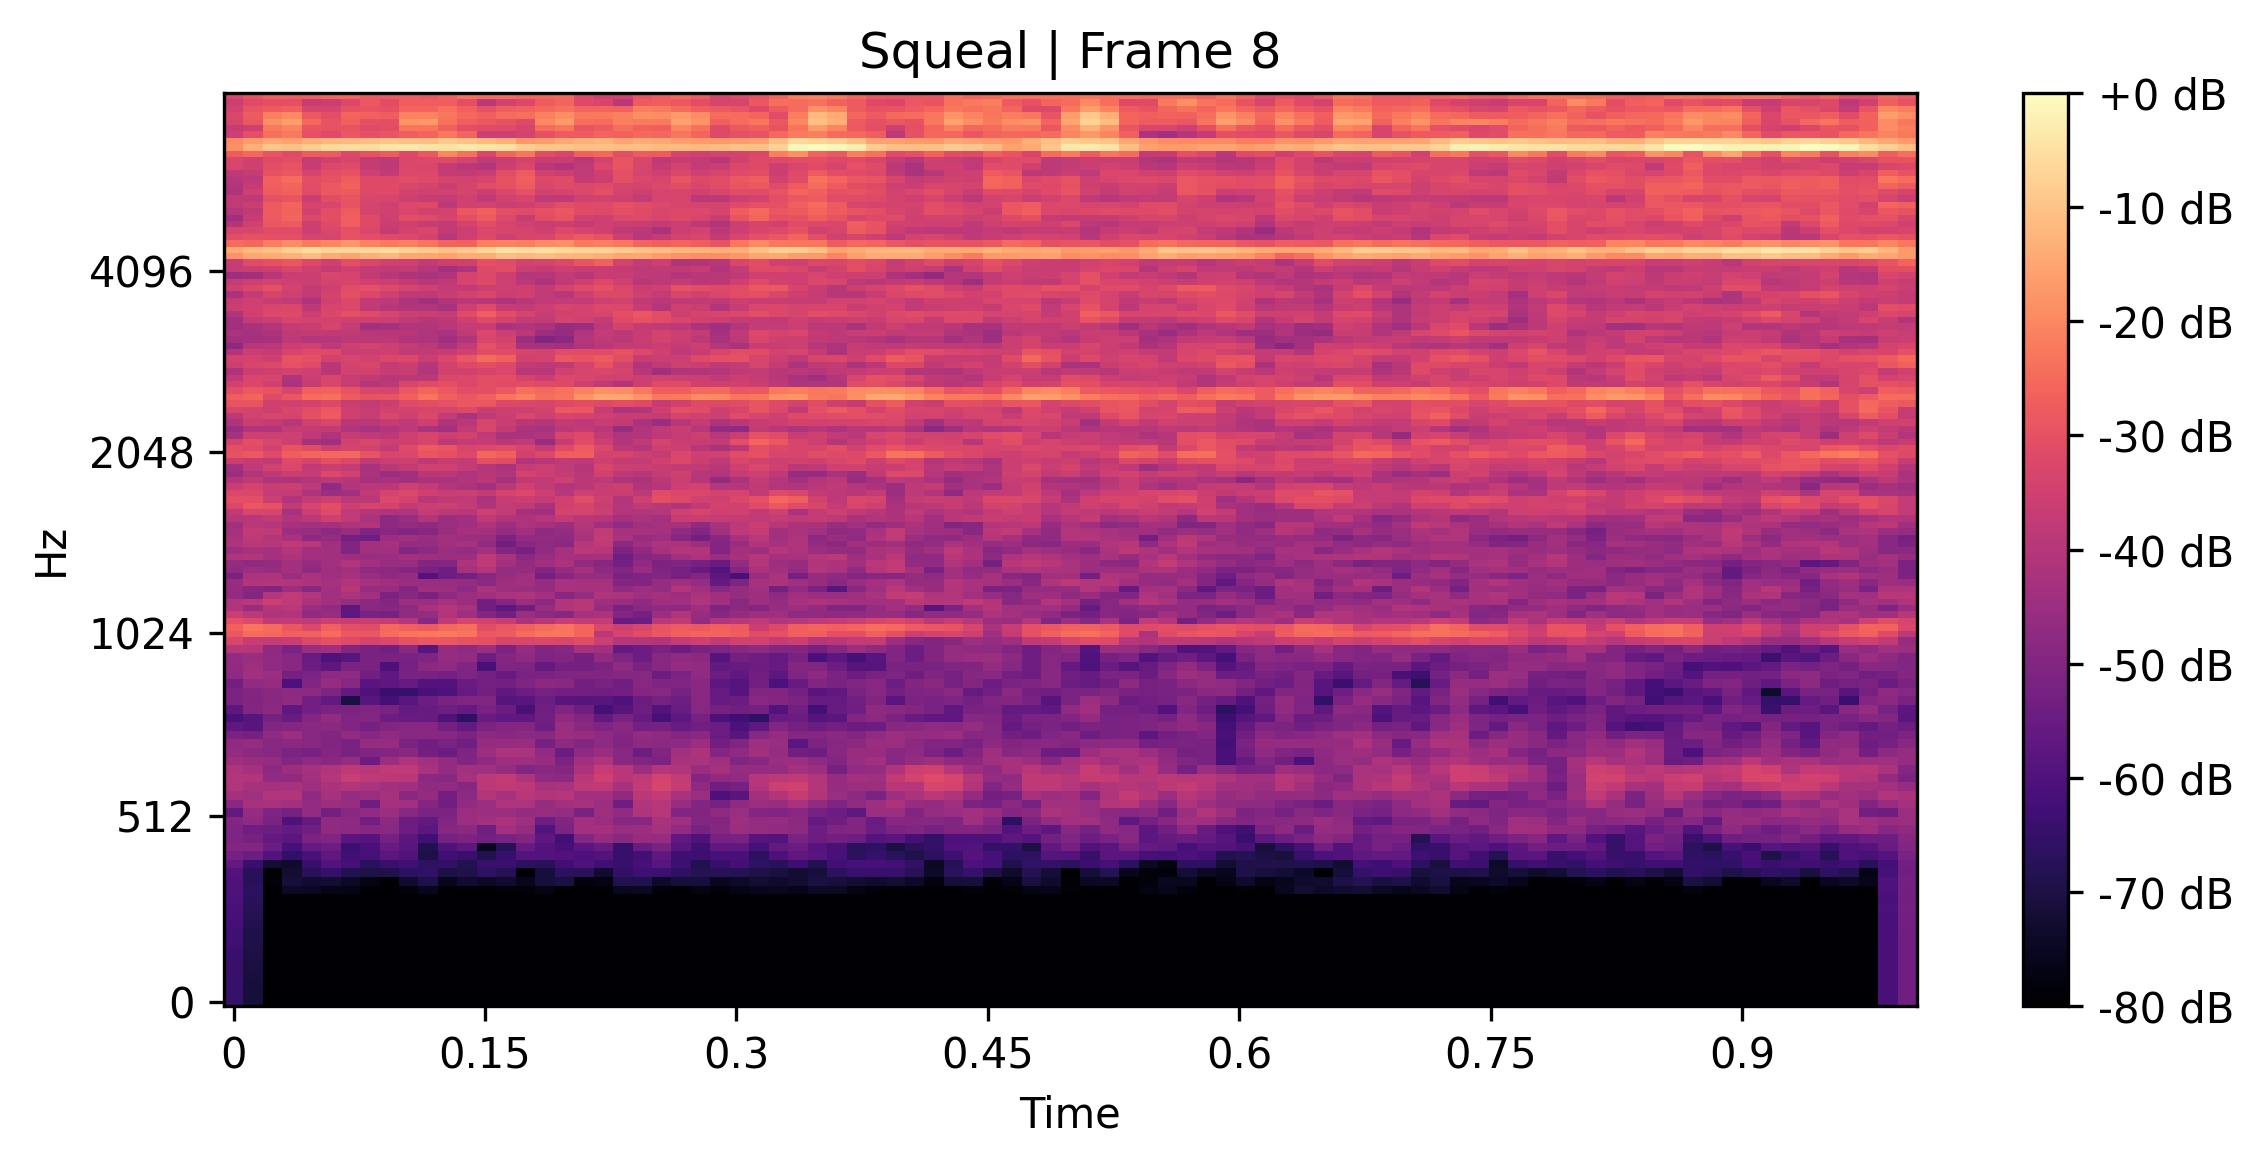 Squeal | Frame 8
+0 dB
-10 dB
-20 dB
-30 dB
-40 dB
-50 dB
-60 dB
-70 dB
-80 dB
Hz
4096
2048
1024
512
0
0 0.15 0.3 0.45 0.6 0.75 0.9
Time